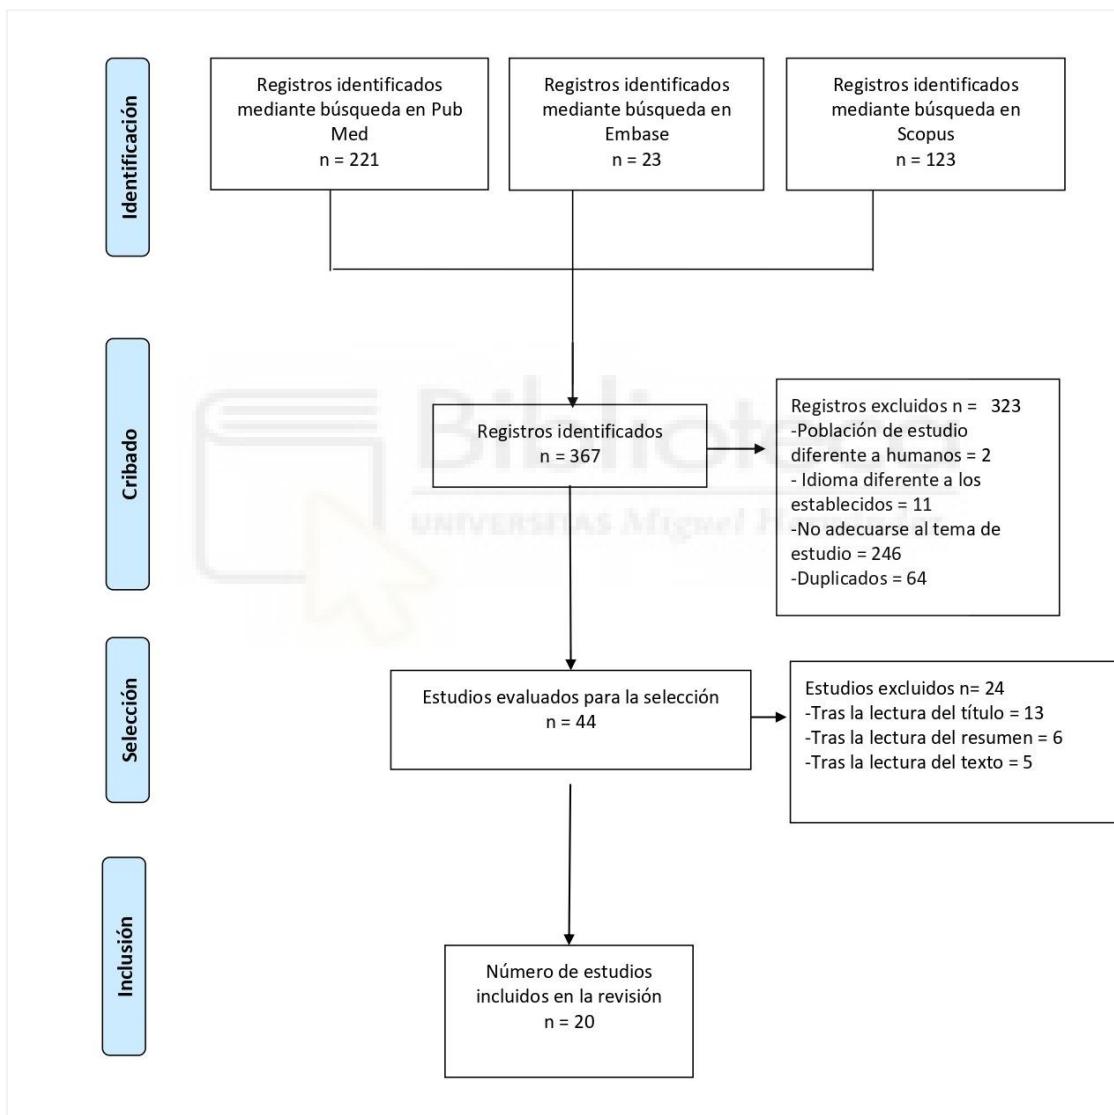 Identificación
Registros identificados
mediante búsqueda en Pub
Med
n = 221
Registros identificados
mediante búsqueda en
Embase
n = 23
Registros identificados
mediante búsqueda en
Scopus
n = 123
Cribado
Registros identificados
n = 367
Registros excluidos n = 323
-Población de estudio
diferente a humanos = 2
- Idioma diferente a los
establecidos = 11
-No adecuarse al tema de
estudio = 246
-Duplicados = 64
Biblioteca
UNIVERSITAS Miguel Hernández
Selección
Estudios evaluados para la selección
n = 44
Estudios excluidos n= 24
-Tras la lectura del título = 13
-Tras la lectura del resumen = 6
-Tras la lectura del texto = 5
Inclusión
Número de estudios
incluidos en la revisión
n = 20